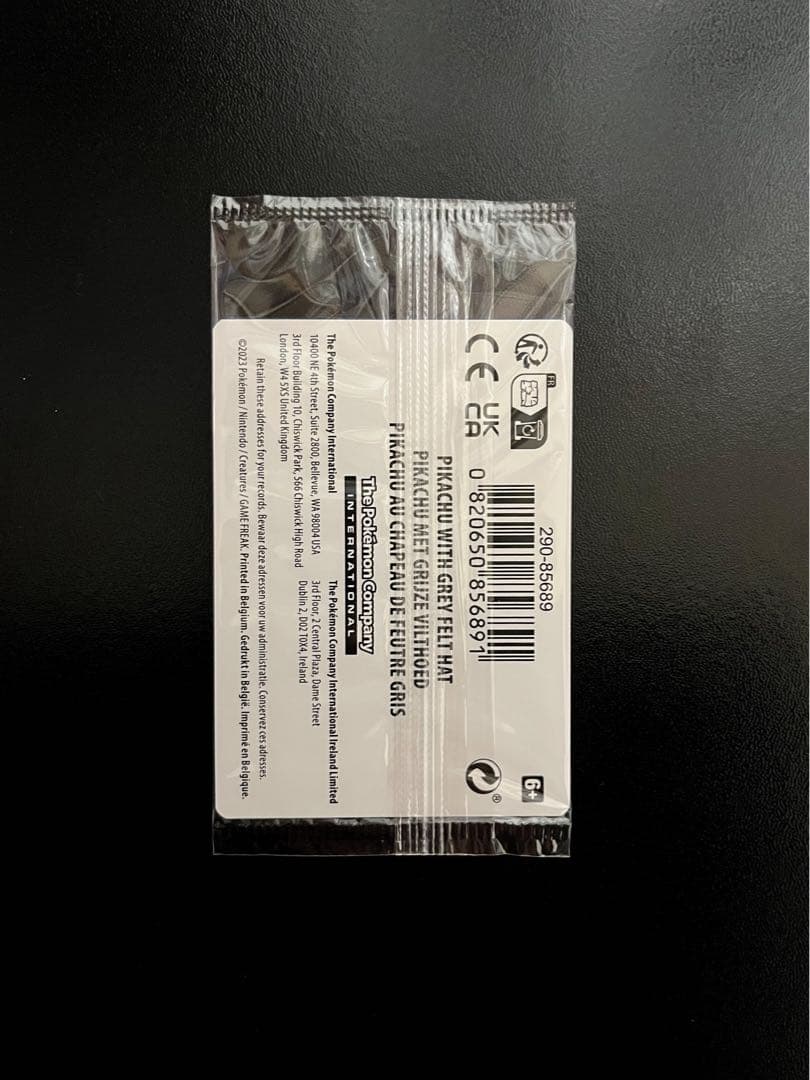 FR
CE
UK
CA
290-85689
0 820650 856891
6+
®
PIKACHU WITH GREY FELT HAT
PIKACHU MET GRIJZE VILTHOED
PIKACHU AU CHAPEAU DE FEUTRE GRIS
The Pokémon Company
INTERNATIONAL
The Pokémon Company International
10400 NE 4th Street, Suite 2800, Bellevue, WA 98004 USA
3rd Floor Building 10, Chiswick Park, 566 Chiswick High Road
London, W4 5XS United Kingdom
The Pokémon Company International Ireland Limited
3rd Floor, 2 Central Plaza, Dame Street
Dublin 2, D02 T0X4, Ireland
Retain these addresses for your records. Bewaar deze adressen voor uw administratie. Conservez ces adresses.
©2023 Pokémon / Nintendo / Creatures / GAME FREAK. Printed in Belgium. Gedrukt in België. Imprimé en Belgique.